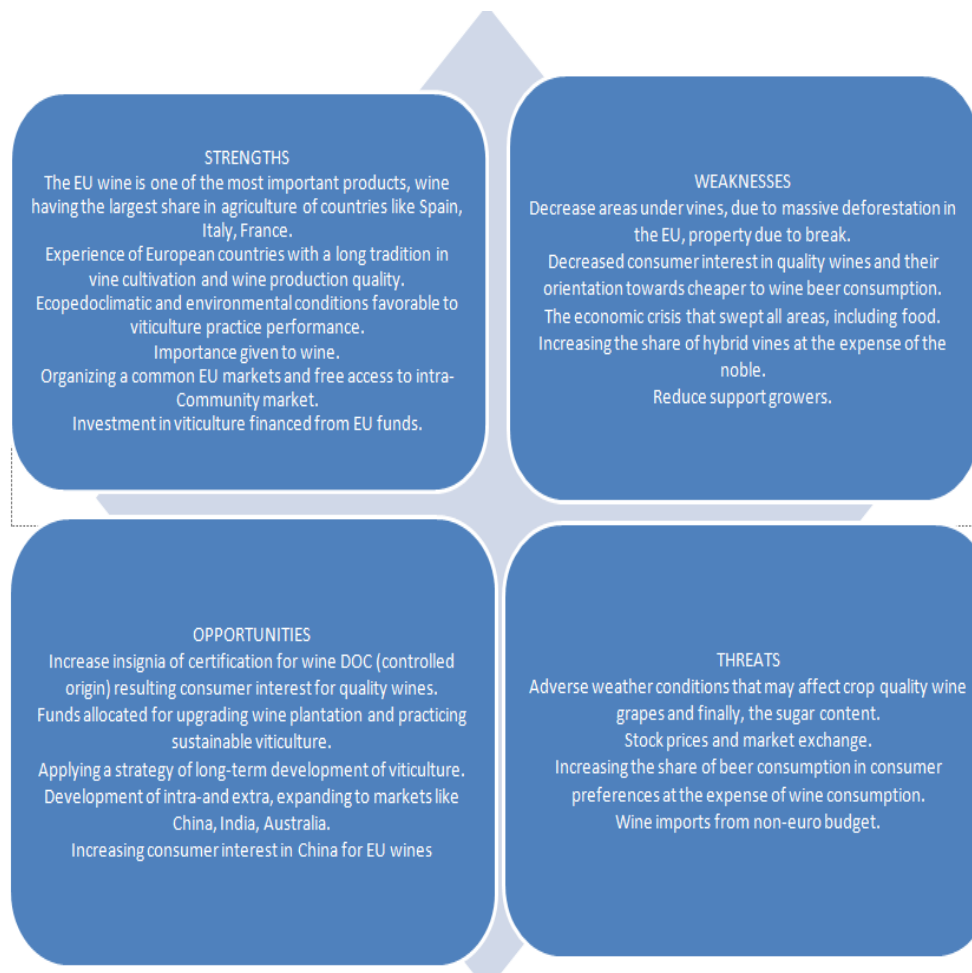 STRENGTHS
The EU wine is one of the most important products, wine
having the largest share in agriculture of countries like Spain,
Italy, France.
Experience of European countries with a long tradition in
vine cultivation and wine production quality.
Ecopedoclimatic and environmental conditions favorable to
viticulture practice performance.
Importance given to wine.
Organizing a common EU markets and free access to intra-
Community market.
Investment in viticulture financed from EU funds.
WEAKNESSES
Decrease areas under vines, due to massive deforestation in
the EU, property due to break.
Decreased consumer interest in quality wines and their
orientation towards cheaper to wine beer consumption.
The economic crisis that swept all areas, including food.
Increasing the share of hybrid vines at the expense of the
noble.
Reduce support growers.
OPPORTUNITIES
Increase insignia of certification for wine DOC (controlled
origin) resulting consumer interest for quality wines.
Funds allocated for upgrading wine plantation and practicing
sustainable viticulture.
Applying a strategy of long-term development of viticulture.
Development of intra-and extra, expanding to markets like
China, India, Australia.
Increasing consumer interest in China for EU wines
THREATS
Adverse weather conditions that may affect crop quality wine
grapes and finally, the sugar content.
Stock prices and market exchange.
Increasing the share of beer consumption in consumer
preferences at the expense of wine consumption.
Wine imports from non-euro budget.